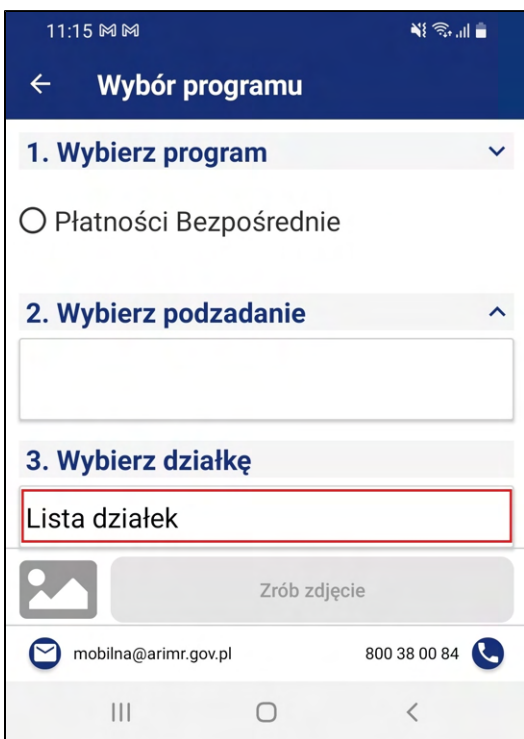 11:15
Wybór programu
1. Wybierz program
Płatności Bezpośrednie
2. Wybierz podzadanie
3. Wybierz działkę
Lista działek
Zrób zdjęcie
mobilna@arimr.gov.pl 800 38 00 84